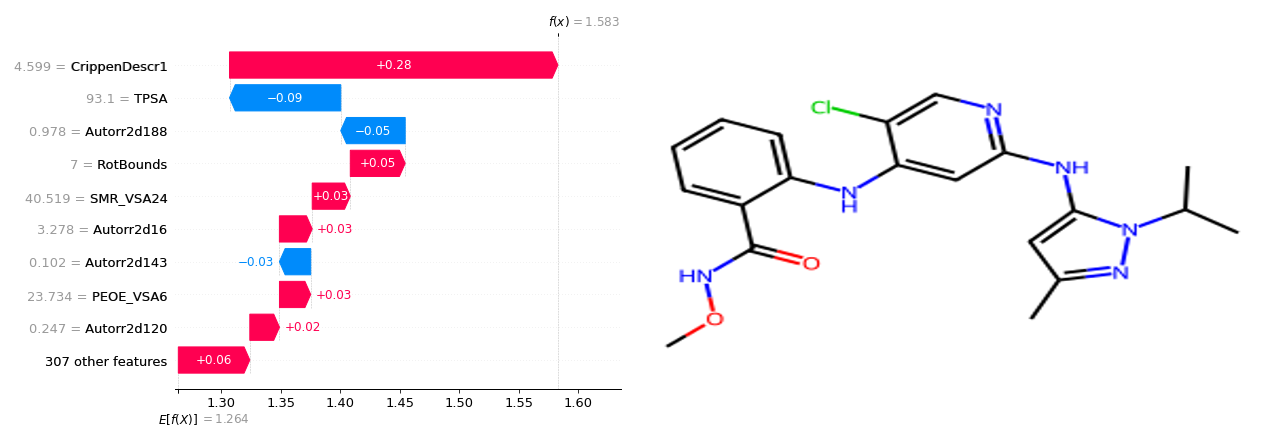 f(x) = 1.583
4.599 = CrippenDescr1
+0.28
93.1 = TPSA
−0.09
0.978 = Autorr2d188
−0.05
7 = RotBounds
+0.05
40.519 = SMR_VSA24
+0.03
3.278 = Autorr2d16
+0.03
0.102 = Autorr2d143
−0.03
23.734 = PEOE_VSA6
+0.03
0.247 = Autorr2d120
+0.02
307 other features
+0.06
1.30 1.35 1.40 1.45 1.50 1.55 1.60
E[f(X)] = 1.264
Cl
N
NH
N
H
N
N
O
HN
O